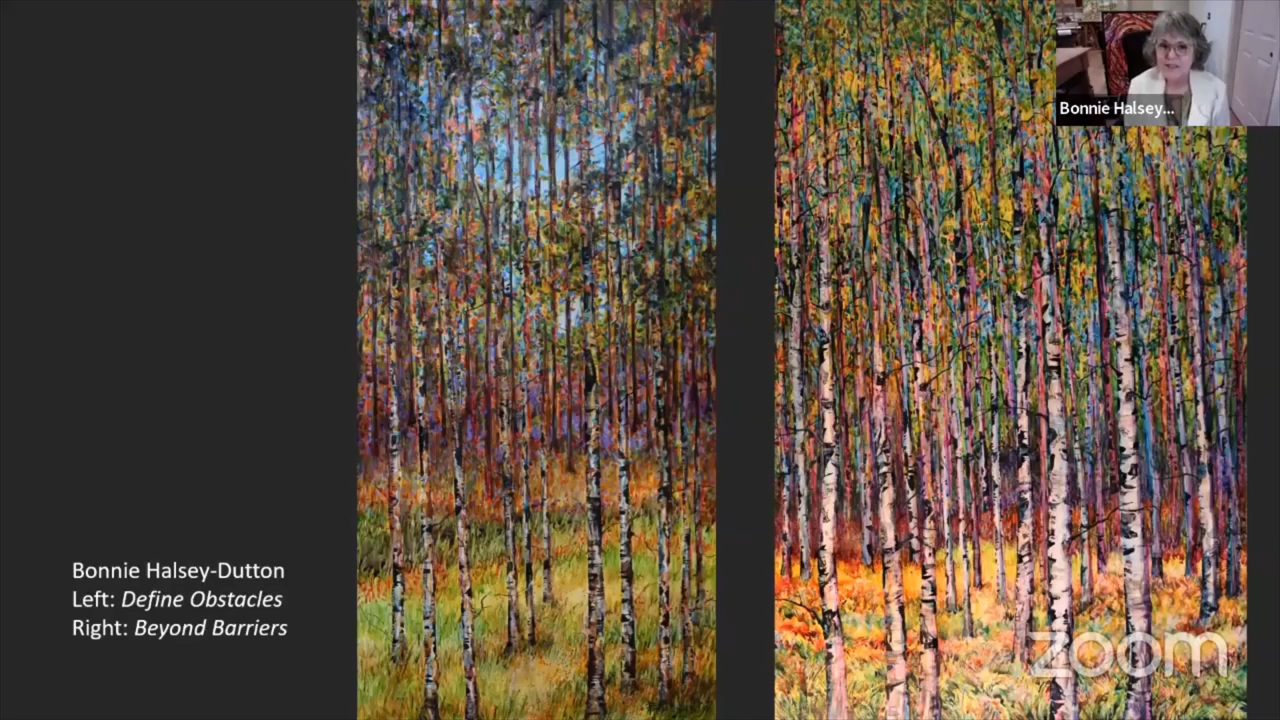 Bonnie Halsey...
Bonnie Halsey-Dutton
Left: Define Obstacles
Right: Beyond Barriers
zoom